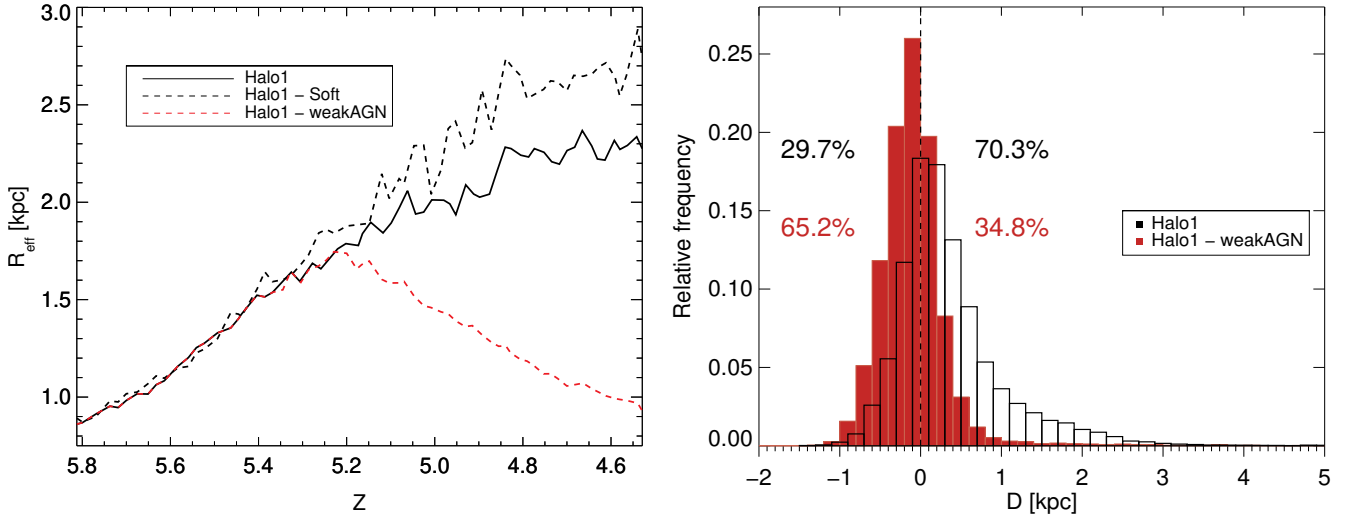 3.0
2.5
2.0
1.5
1.0
R_eff [kpc]
Halo1
Halo1 − Soft
Halo1 − weakAGN
5.8 5.6 5.4 5.2 5.0 4.8 4.6
Z
0.25
0.20
0.15
0.10
0.05
0.00
Relative frequency
29.7% 70.3%
65.2% 34.8%
Halo1
Halo1 − weakAGN
−2 −1 0 1 2 3 4 5
D [kpc]